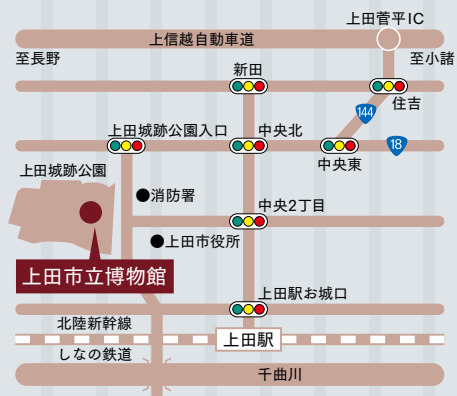 上田菅平IC
上信越自動車道
至長野
至小諸
新田
住吉
144
上田城跡公園入口
中央北
18
中央東
上田城跡公園
消防署
中央2丁目
上田市役所
上田市立博物館
上田駅お城口
北陸新幹線
上田駅
しなの鉄道
千曲川